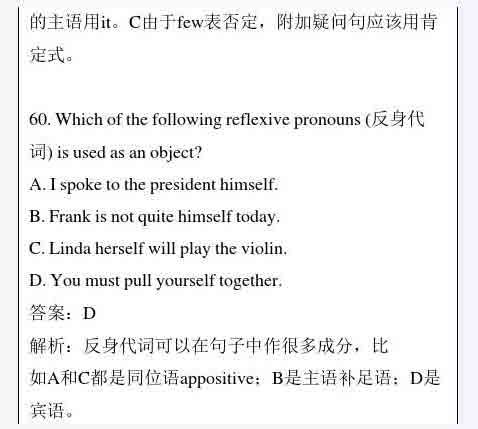 的主语用it。C由于few表否定，附加疑问句应该用肯
定式。
60. Which of the following reflexive pronouns (反身代
词) is used as an object?
A. I spoke to the president himself.
B. Frank is not quite himself today.
C. Linda herself will play the violin.
D. You must pull yourself together.
答案：D
解析：反身代词可以在句子中作很多成分，比
如A和C都是同位语appositive；B是主语补足语；D是
宾语。